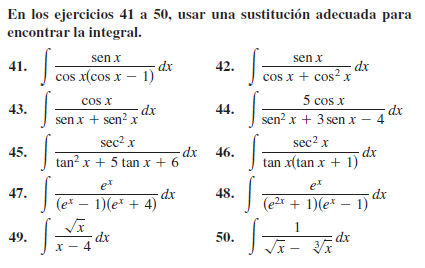 En los ejercicios 41 a 50, usar una sustitución adecuada para
encontrar la integral.
41. ∫ sen x / (cos x(cos x − 1)) dx
42. ∫ sen x / (cos x + cos² x) dx
43. ∫ cos x / (sen x + sen² x) dx
44. ∫ 5 cos x / (sen² x + 3 sen x − 4) dx
45. ∫ sec² x / (tan² x + 5 tan x + 6) dx
46. ∫ sec² x / (tan x(tan x + 1)) dx
47. ∫ eˣ / ((eˣ − 1)(eˣ + 4)) dx
48. ∫ eˣ / ((e²ˣ + 1)(eˣ − 1)) dx
49. ∫ √x / (x − 4) dx
50. ∫ 1 / (√x − ∛x) dx